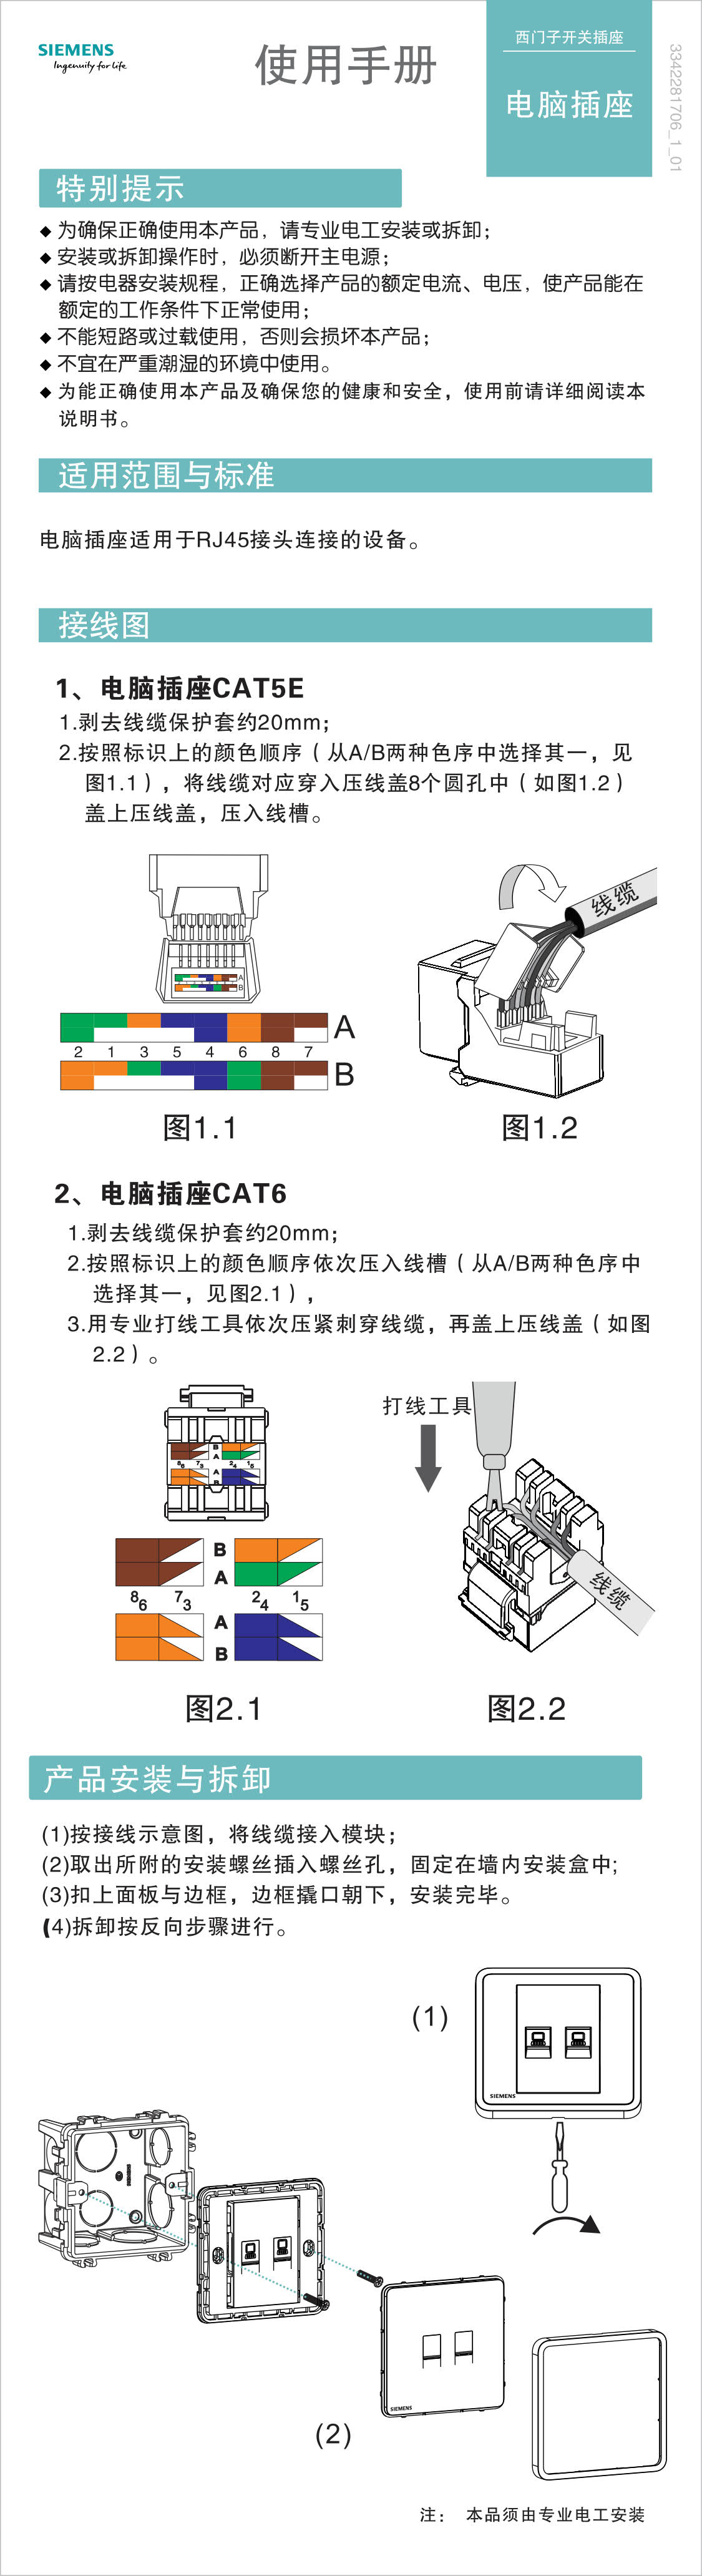 SIEMENS
Ingenuity for life
使用手册
西门子开关插座
电脑插座
3342281706_1_01
特别提示
◆ 为确保正确使用本产品，请专业电工安装或拆卸；
◆ 安装或拆卸操作时，必须断开主电源；
◆ 请按电器安装规程，正确选择产品的额定电流、电压，使产品能在
额定的工作条件下正常使用；
◆ 不能短路或过载使用，否则会损坏本产品；
◆ 不宜在严重潮湿的环境中使用。
◆ 为能正确使用本产品及确保您的健康和安全，使用前请详细阅读本
说明书。
适用范围与标准
电脑插座适用于RJ45接头连接的设备。
接线图
1、电脑插座CAT5E
1.剥去线缆保护套约20mm；
2.按照标识上的颜色顺序（从A/B两种色序中选择其一，见
图1.1），将线缆对应穿入压线盖8个圆孔中（如图1.2）
盖上压线盖，压入线槽。
A
B
线缆
A
2 1 3 5 4 6 8 7
B
图1.1
图1.2
2、电脑插座CAT6
1.剥去线缆保护套约20mm；
2.按照标识上的颜色顺序依次压入线槽（从A/B两种色序中
选择其一，见图2.1），
3.用专业打线工具依次压紧刺穿线缆，再盖上压线盖（如图
2.2）。
打线工具
B
A
8 6 7 3 2 4 1 5
A
B
线缆
B
A
8 6 7 3 2 4 1 5
A
B
图2.1
图2.2
产品安装与拆卸
(1)按接线示意图，将线缆接入模块；
(2)取出所附的安装螺丝插入螺丝孔，固定在墙内安装盒中;
(3)扣上面板与边框，边框撬口朝下，安装完毕。
(4)拆卸按反向步骤进行。
(1)
SIEMENS
SIEMENS
SIEMENS
(2)
注： 本品须由专业电工安装